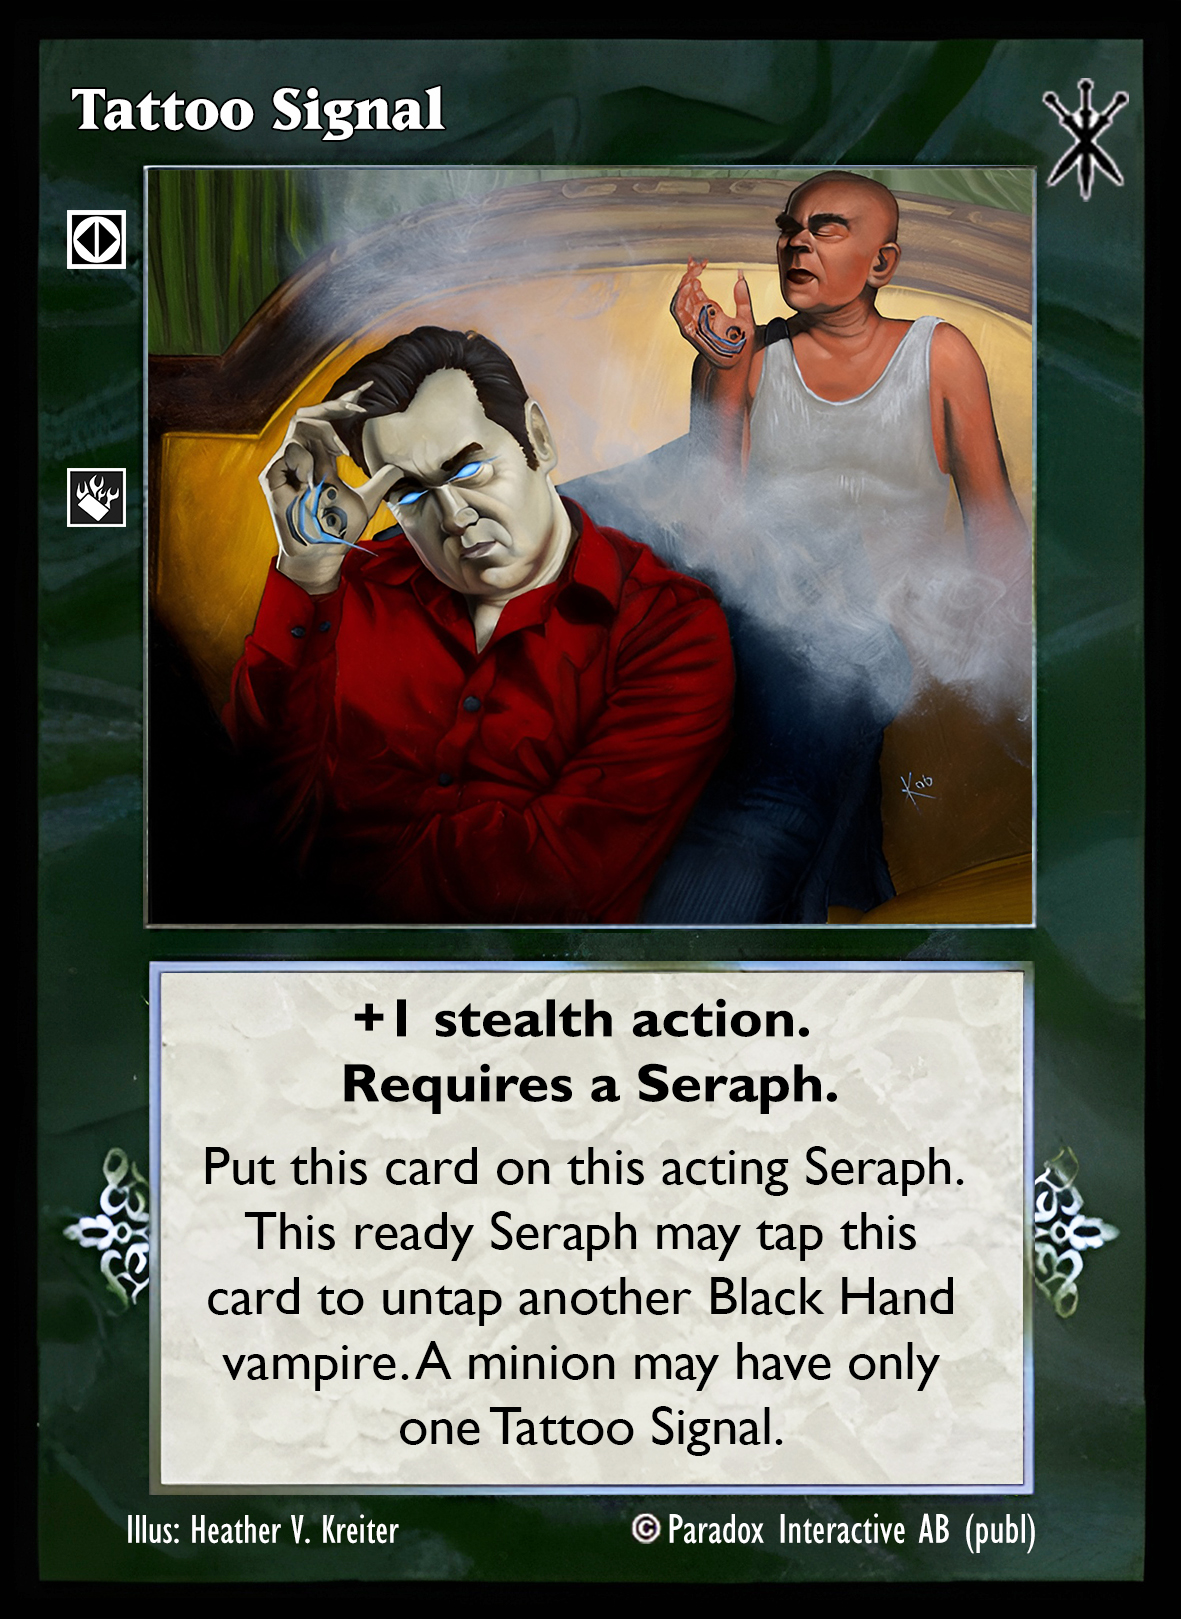 Tattoo Signal
+1 stealth action.
Requires a Seraph.
Put this card on this acting Seraph.
This ready Seraph may tap this
card to untap another Black Hand
vampire. A minion may have only
one Tattoo Signal.
Illus: Heather V. Kreiter © Paradox Interactive AB (publ)